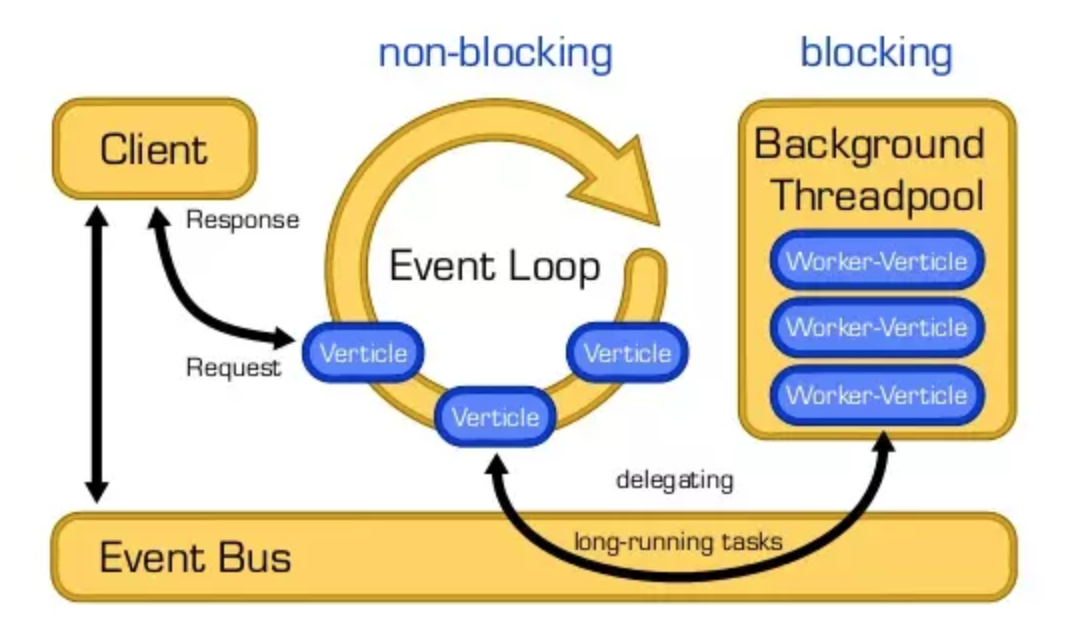 non-blocking
blocking
Client
Background
Threadpool
Response
Event Loop
Worker-Verticle
Worker-Verticle
Worker-Verticle
Request
Verticle
Verticle
Verticle
delegating
long-running tasks
Event Bus